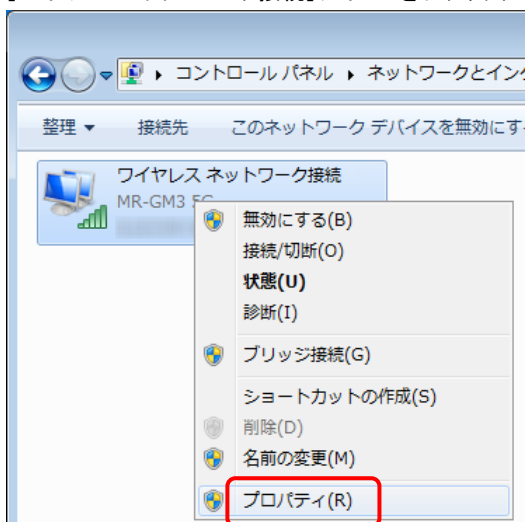 コントロール パネル ▸ ネットワークとイン
整理 ▼ 接続先 このネットワーク デバイスを無効にす
ワイヤレス ネットワーク接続
MR-GM3
無効にする(B)
接続/切断(O)
状態(U)
診断(I)
ブリッジ接続(G)
ショートカットの作成(S)
削除(D)
名前の変更(M)
プロパティ(R)